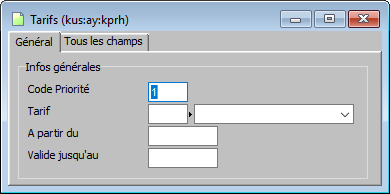 Tarifs (kus:ay:kprh)
Général Tous les champs
Infos générales
Code Priorité 1
Tarif
A partir du
Valide jusqu'au